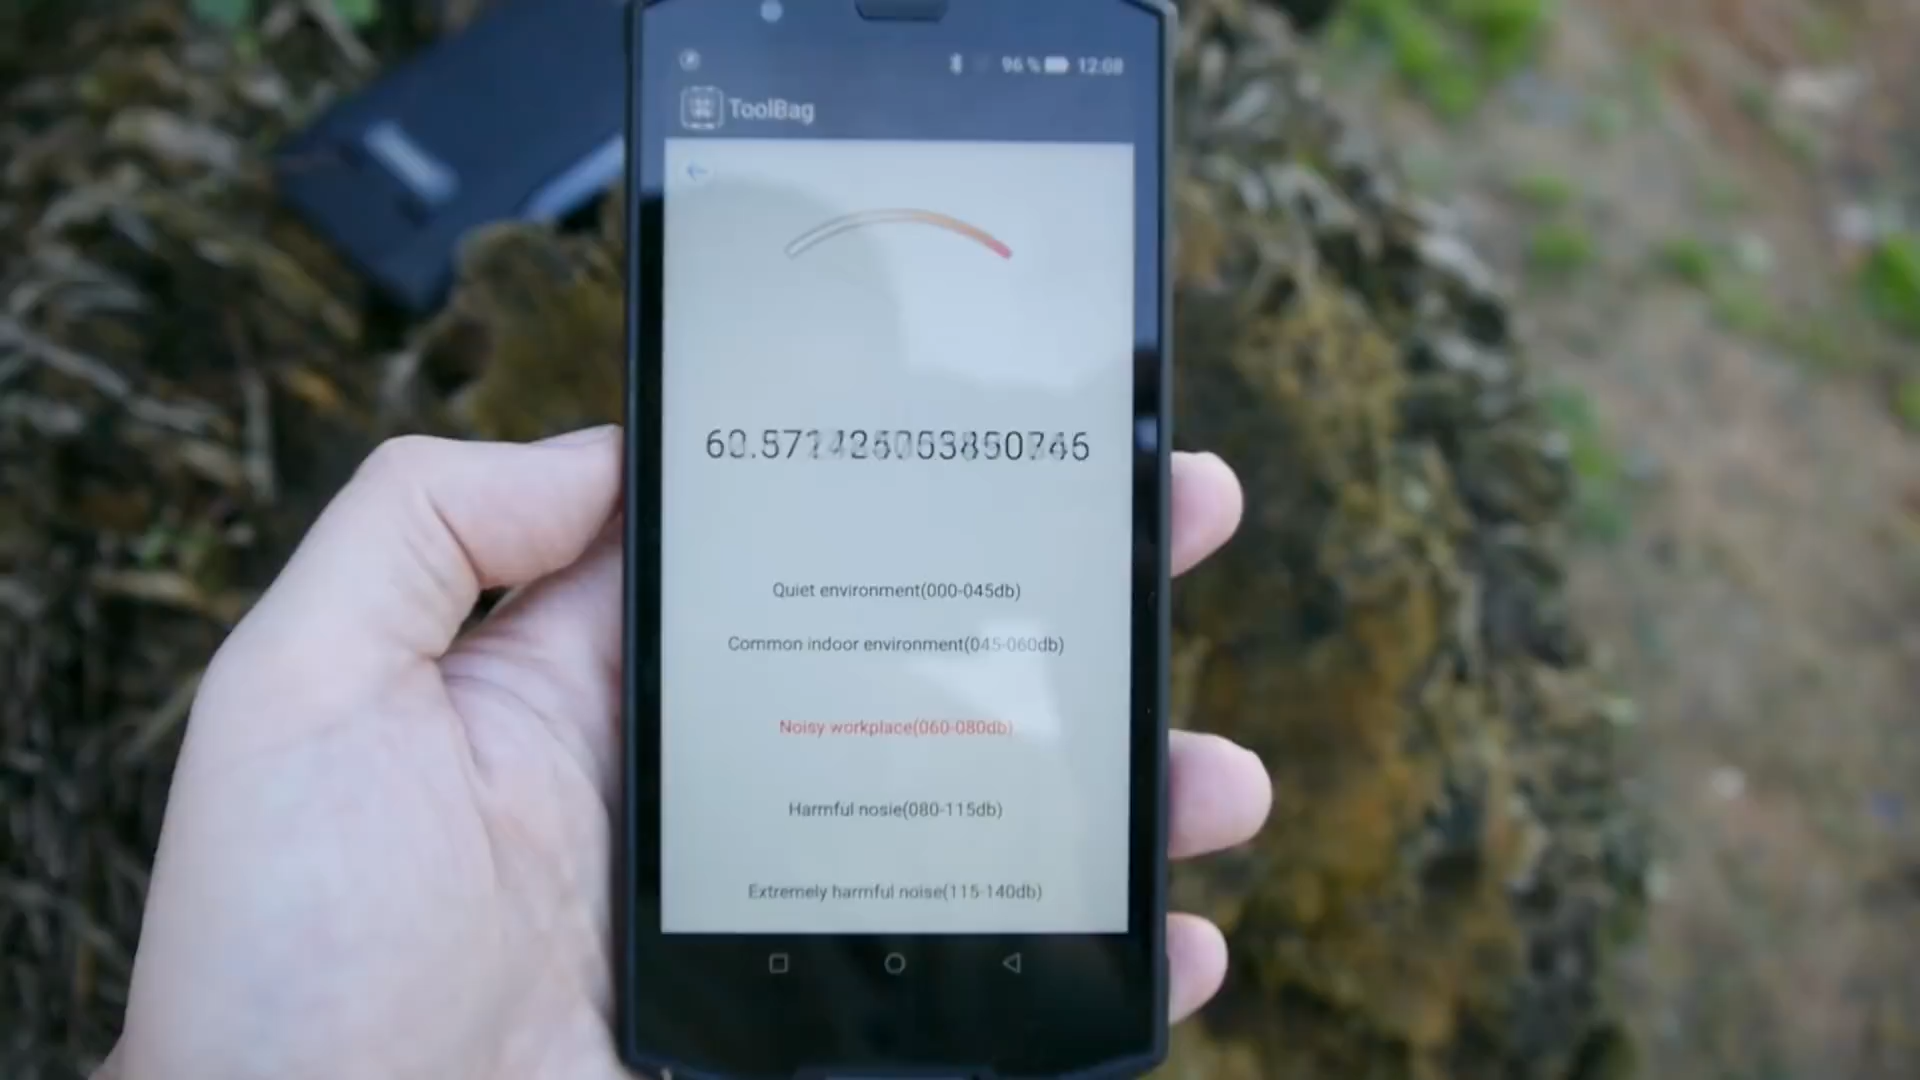 96 % 12:08
ToolBag
Quiet environment(000-045db)
Common indoor environment(045-060db)
Noisy workplace(060-080db)
Harmful nosie(080-115db)
Extremely harmful noise(115-140db)